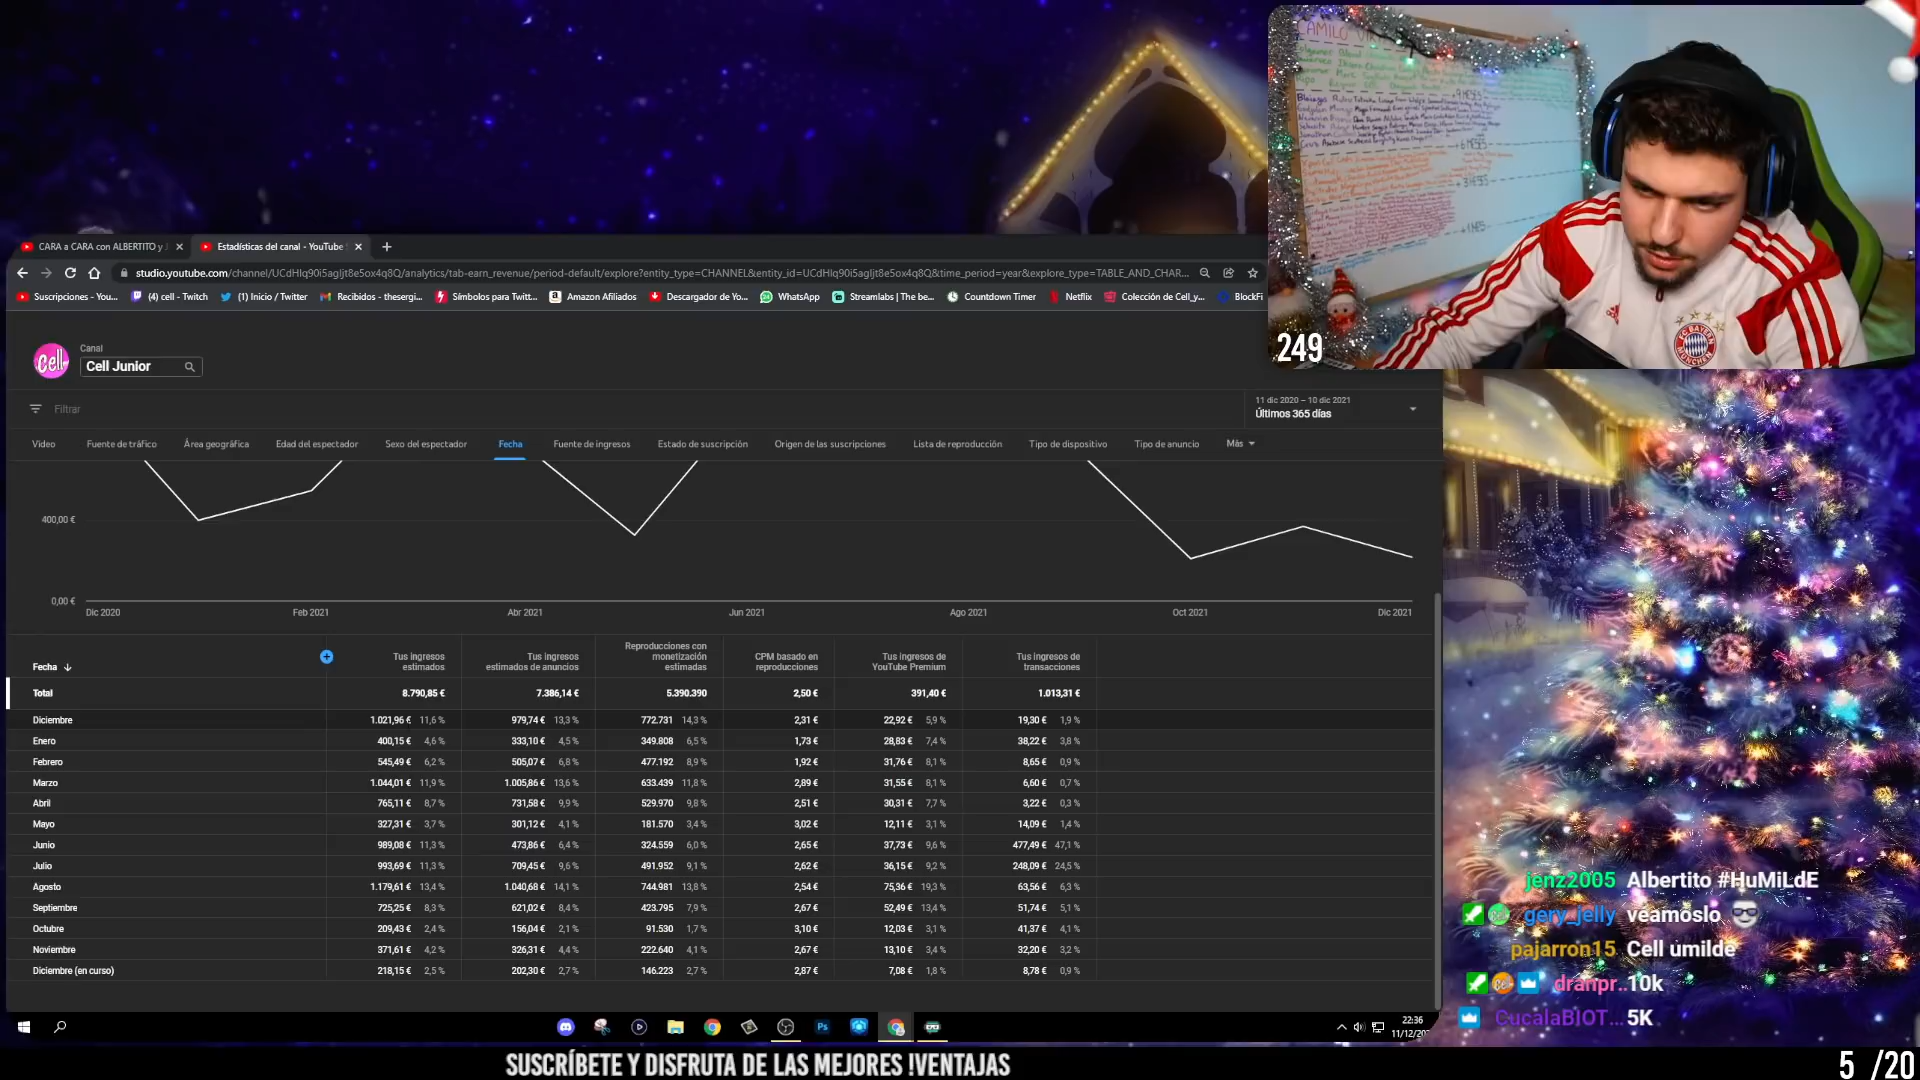 CARA a CARA con ALBERTITO y J
Estadísticas del canal - YouTube
studio.youtube.com/channel/UCdHlq90i5agIjt8e5ox4q8Q/analytics/tab-earn_revenue/period-default/explore?entity_type=CHANNEL&entity_id=UCdHlq90i5agIjt8e5ox4q8Q&time_period=year&explore_type=TABLE_AND_CHAR...
Suscripciones - You... (4) cell - Twitch (1) Inicio / Twitter Recibidos - thesergi... Símbolos para Twitt... Amazon Afiliados Descargador de Yo... WhatsApp Streamlabs | The be... Countdown Timer Netflix Colección de Cell_y... BlockFi
CAMILO
+6 MESES
+3 MESES
+1 MES
FC BAYERN
MÜNCHEN
249
Cell
Canal
Cell Junior
Filtrar
11 dic 2020 – 10 dic 2021
Últimos 365 días
Vídeo Fuente de tráfico Área geográfica Edad del espectador Sexo del espectador Fecha Fuente de ingresos Estado de suscripción Origen de las suscripciones Lista de reproducción Tipo de dispositivo Tipo de anuncio Más
400,00 €
0,00 €
Dic 2020 Feb 2021 Abr 2021 Jun 2021 Ago 2021 Oct 2021 Dic 2021
Fecha
Tus ingresos
estimados
Tus ingresos
estimados de anuncios
Reproducciones con
monetización
estimadas
CPM basado en
reproducciones
Tus ingresos de
YouTube Premium
Tus ingresos de
transacciones
Total 8.790,85 € 7.386,14 € 5.390.390 2,50 € 391,40 € 1.013,31 €
Diciembre 1.021,96 € 11,6 % 979,74 € 13,3 % 772.731 14,3 % 2,31 € 22,92 € 5,9 % 19,30 € 1,9 %
Enero 400,15 € 4,6 % 333,10 € 4,5 % 349.808 6,5 % 1,73 € 28,83 € 7,4 % 38,22 € 3,8 %
Febrero 545,49 € 6,2 % 505,07 € 6,8 % 477.192 8,9 % 1,92 € 31,76 € 8,1 % 8,65 € 0,9 %
Marzo 1.044,01 € 11,9 % 1.005,86 € 13,6 % 633.439 11,8 % 2,89 € 31,55 € 8,1 % 6,60 € 0,7 %
Abril 765,11 € 8,7 % 731,58 € 9,9 % 529.970 9,8 % 2,51 € 30,31 € 7,7 % 3,22 € 0,3 %
Mayo 327,31 € 3,7 % 301,12 € 4,1 % 181.570 3,4 % 3,02 € 12,11 € 3,1 % 14,09 € 1,4 %
Junio 989,08 € 11,3 % 473,86 € 6,4 % 324.559 6,0 % 2,65 € 37,73 € 9,6 % 477,49 € 47,1 %
Julio 993,69 € 11,3 % 709,45 € 9,6 % 491.952 9,1 % 2,62 € 36,15 € 9,2 % 248,09 € 24,5 %
Agosto 1.179,61 € 13,4 % 1.040,68 € 14,1 % 744.981 13,8 % 2,54 € 75,36 € 19,3 % 63,56 € 6,3 %
Septiembre 725,25 € 8,3 % 621,02 € 8,4 % 423.795 7,9 % 2,67 € 52,49 € 13,4 % 51,74 € 5,1 %
Octubre 209,43 € 2,4 % 156,04 € 2,1 % 91.530 1,7 % 3,10 € 12,03 € 3,1 % 41,37 € 4,1 %
Noviembre 371,61 € 4,2 % 326,31 € 4,4 % 222.640 4,1 % 2,67 € 13,10 € 3,4 % 32,20 € 3,2 %
Diciembre (en curso) 218,15 € 2,5 % 202,30 € 2,7 % 146.223 2,7 % 2,87 € 7,08 € 1,8 % 8,78 € 0,9 %
jenz2005 Albertito #HuMiLdE
gery_jelly veamoslo
pajarron15 Cell umilde
dranpr.. 10k
CucalaBIOT... 5K
Ps
22:36
11/12/20
SUSCRÍBETE Y DISFRUTA DE LAS MEJORES !VENTAJAS
5 /20